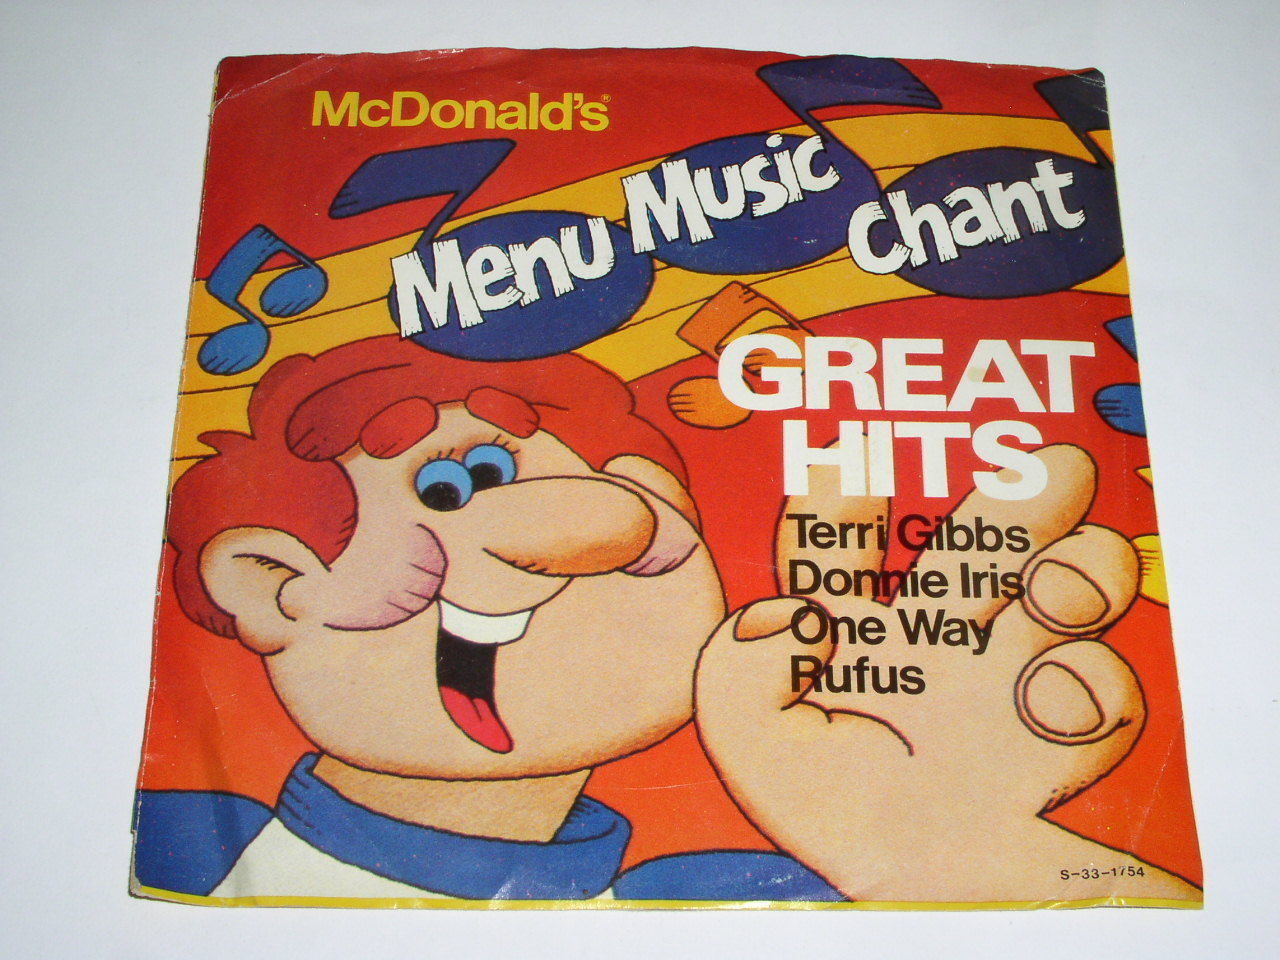 McDonald's®
Menu Music Chant
GREAT
HITS
Terri Gibbs
Donnie Iris
One Way
Rufus
S-33-1754